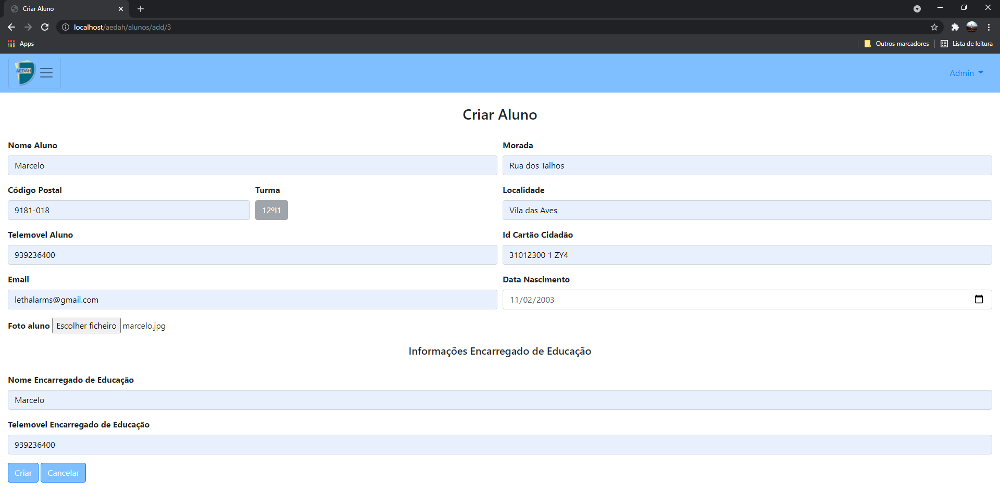 Criar Aluno
localhost/aedah/alunos/add/3
Apps
Outros marcadores
Lista de leitura
AEDAH
Admin
Criar Aluno
Nome Aluno
Morada
Marcelo
Rua dos Talhos
Código Postal
Turma
Localidade
9181-018
12ºI1
Vila das Aves
Telemovel Aluno
Id Cartão Cidadão
939236400
31012300 1 ZY4
Email
Data Nascimento
lethalarms@gmail.com
11/02/2003
Foto aluno Escolher ficheiro marcelo.jpg
Informações Encarregado de Educação
Nome Encarregado de Educação
Marcelo
Telemovel Encarregado de Educação
939236400
Criar
Cancelar